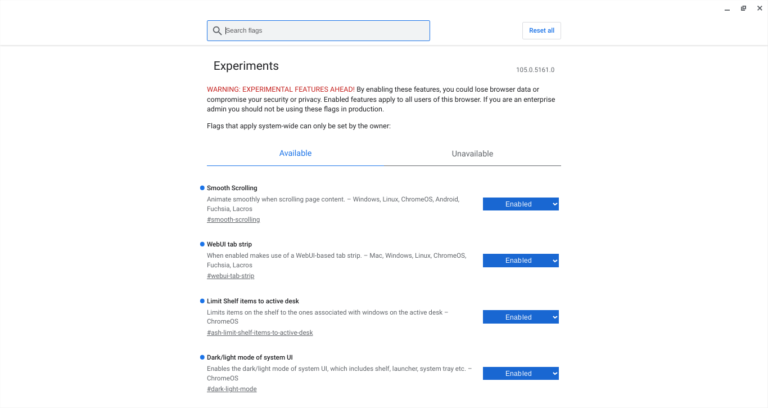 Search flags
Reset all
Experiments
105.0.5161.0
WARNING: EXPERIMENTAL FEATURES AHEAD! By enabling these features, you could lose browser data or
compromise your security or privacy. Enabled features apply to all users of this browser. If you are an enterprise
admin you should not be using these flags in production.
Flags that apply system-wide can only be set by the owner:
Available
Unavailable
Smooth Scrolling
Animate smoothly when scrolling page content. – Windows, Linux, ChromeOS, Android,
Fuchsia, Lacros
#smooth-scrolling
Enabled
WebUI tab strip
When enabled makes use of a WebUI-based tab strip. – Mac, Windows, Linux, ChromeOS,
Fuchsia, Lacros
#webui-tab-strip
Enabled
Limit Shelf items to active desk
Limits items on the shelf to the ones associated with windows on the active desk –
ChromeOS
#ash-limit-shelf-items-to-active-desk
Enabled
Dark/light mode of system UI
Enables the dark/light mode of system UI, which includes shelf, launcher, system tray etc. –
ChromeOS
#dark-light-mode
Enabled